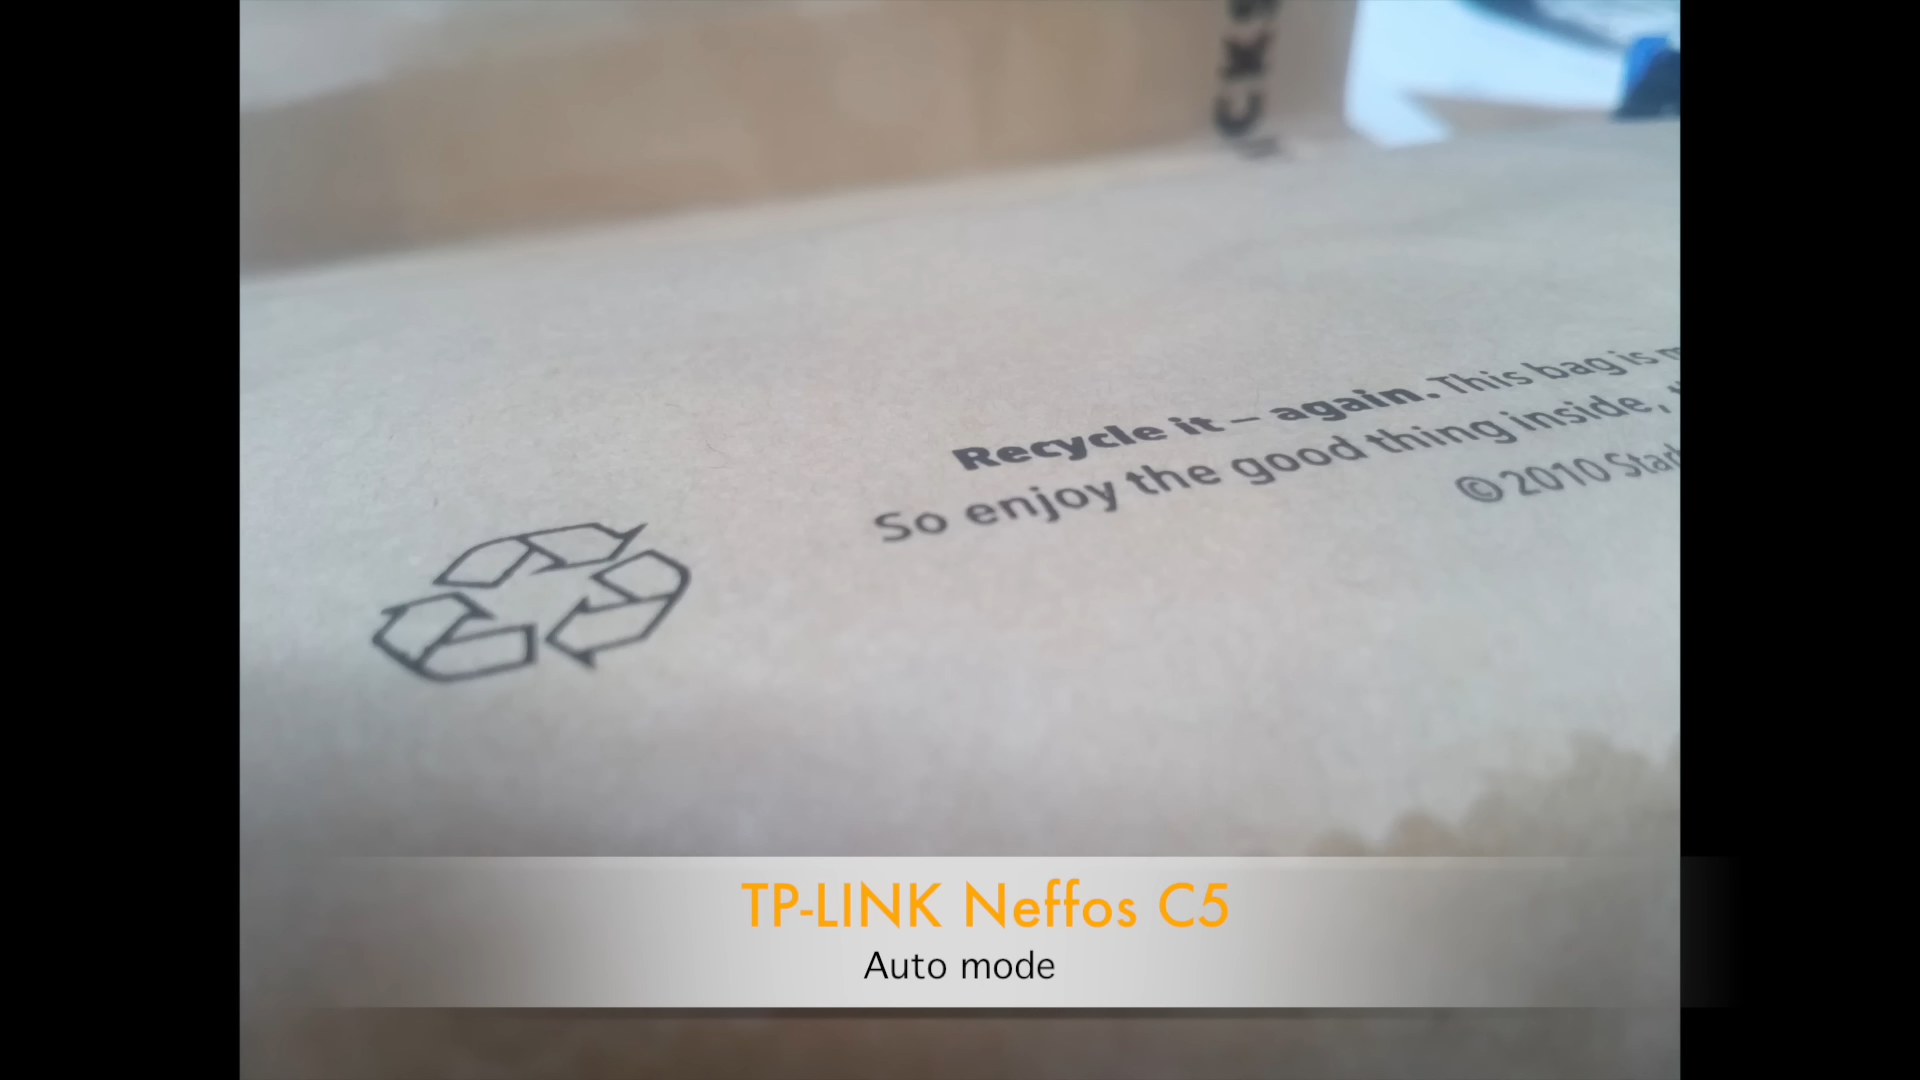 CKS
Recycle it – again. This bag is
So enjoy the good thing inside,
© 2010
TP-LINK Neffos C5
Auto mode